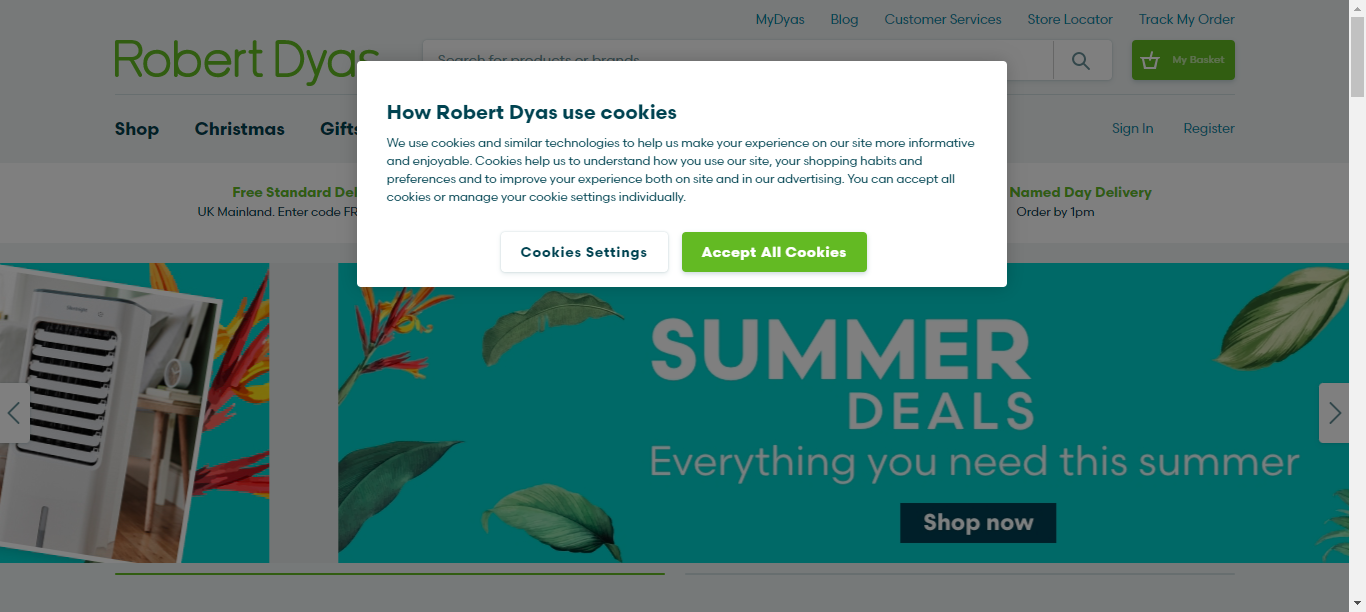 MyDyas Blog Customer Services Store Locator Track My Order
Robert Dyas
Search for products or brands
My Basket
Shop Christmas Gifts
Sign In Register
How Robert Dyas use cookies
We use cookies and similar technologies to help us make your experience on our site more informative
and enjoyable. Cookies help us to understand how you use our site, your shopping habits and
preferences and to improve your experience both on site and in our advertising. You can accept all
cookies or manage your cookie settings individually.
Cookies Settings Accept All Cookies
Free Standard Del
UK Mainland. Enter code FR
Named Day Delivery
Order by 1pm
SUMMER
DEALS
Everything you need this summer
Shop now